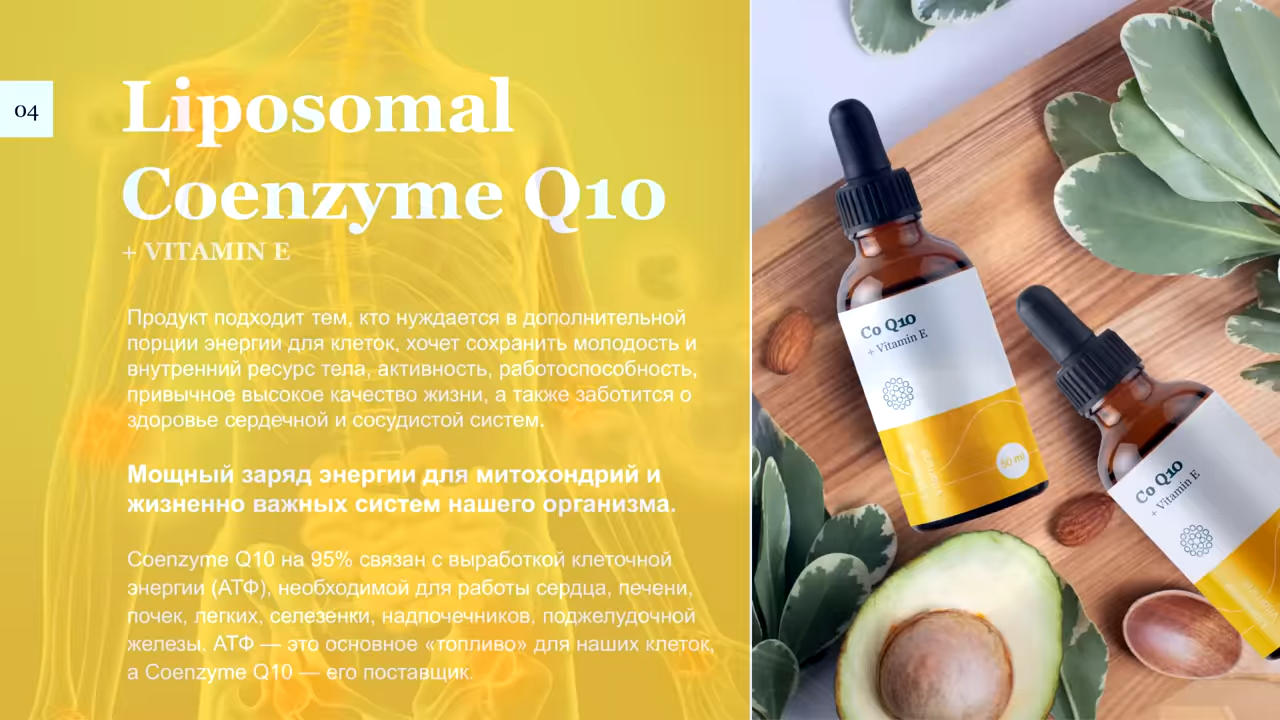 04
Liposomal
Coenzyme Q10
+ VITAMIN E
Продукт подходит тем, кто нуждается в дополнительной
порции энергии для клеток, хочет сохранить молодость и
внутренний ресурс тела, активность, работоспособность,
привычное высокое качество жизни, а также заботится о
здоровье сердечной и сосудистой систем.
Мощный заряд энергии для митохондрий и
жизненно важных систем нашего организма.
Coenzyme Q10 на 95% связан с выработкой клеточной
энергии (АТФ), необходимой для работы сердца, печени,
почек, легких, селезенки, надпочечников, поджелудочной
железы. АТФ — это основное «топливо» для наших клеток,
а Coenzyme Q10 — его поставщик.
Co Q10
+ Vitamin E
50 ml
Co Q10
+ Vitamin E